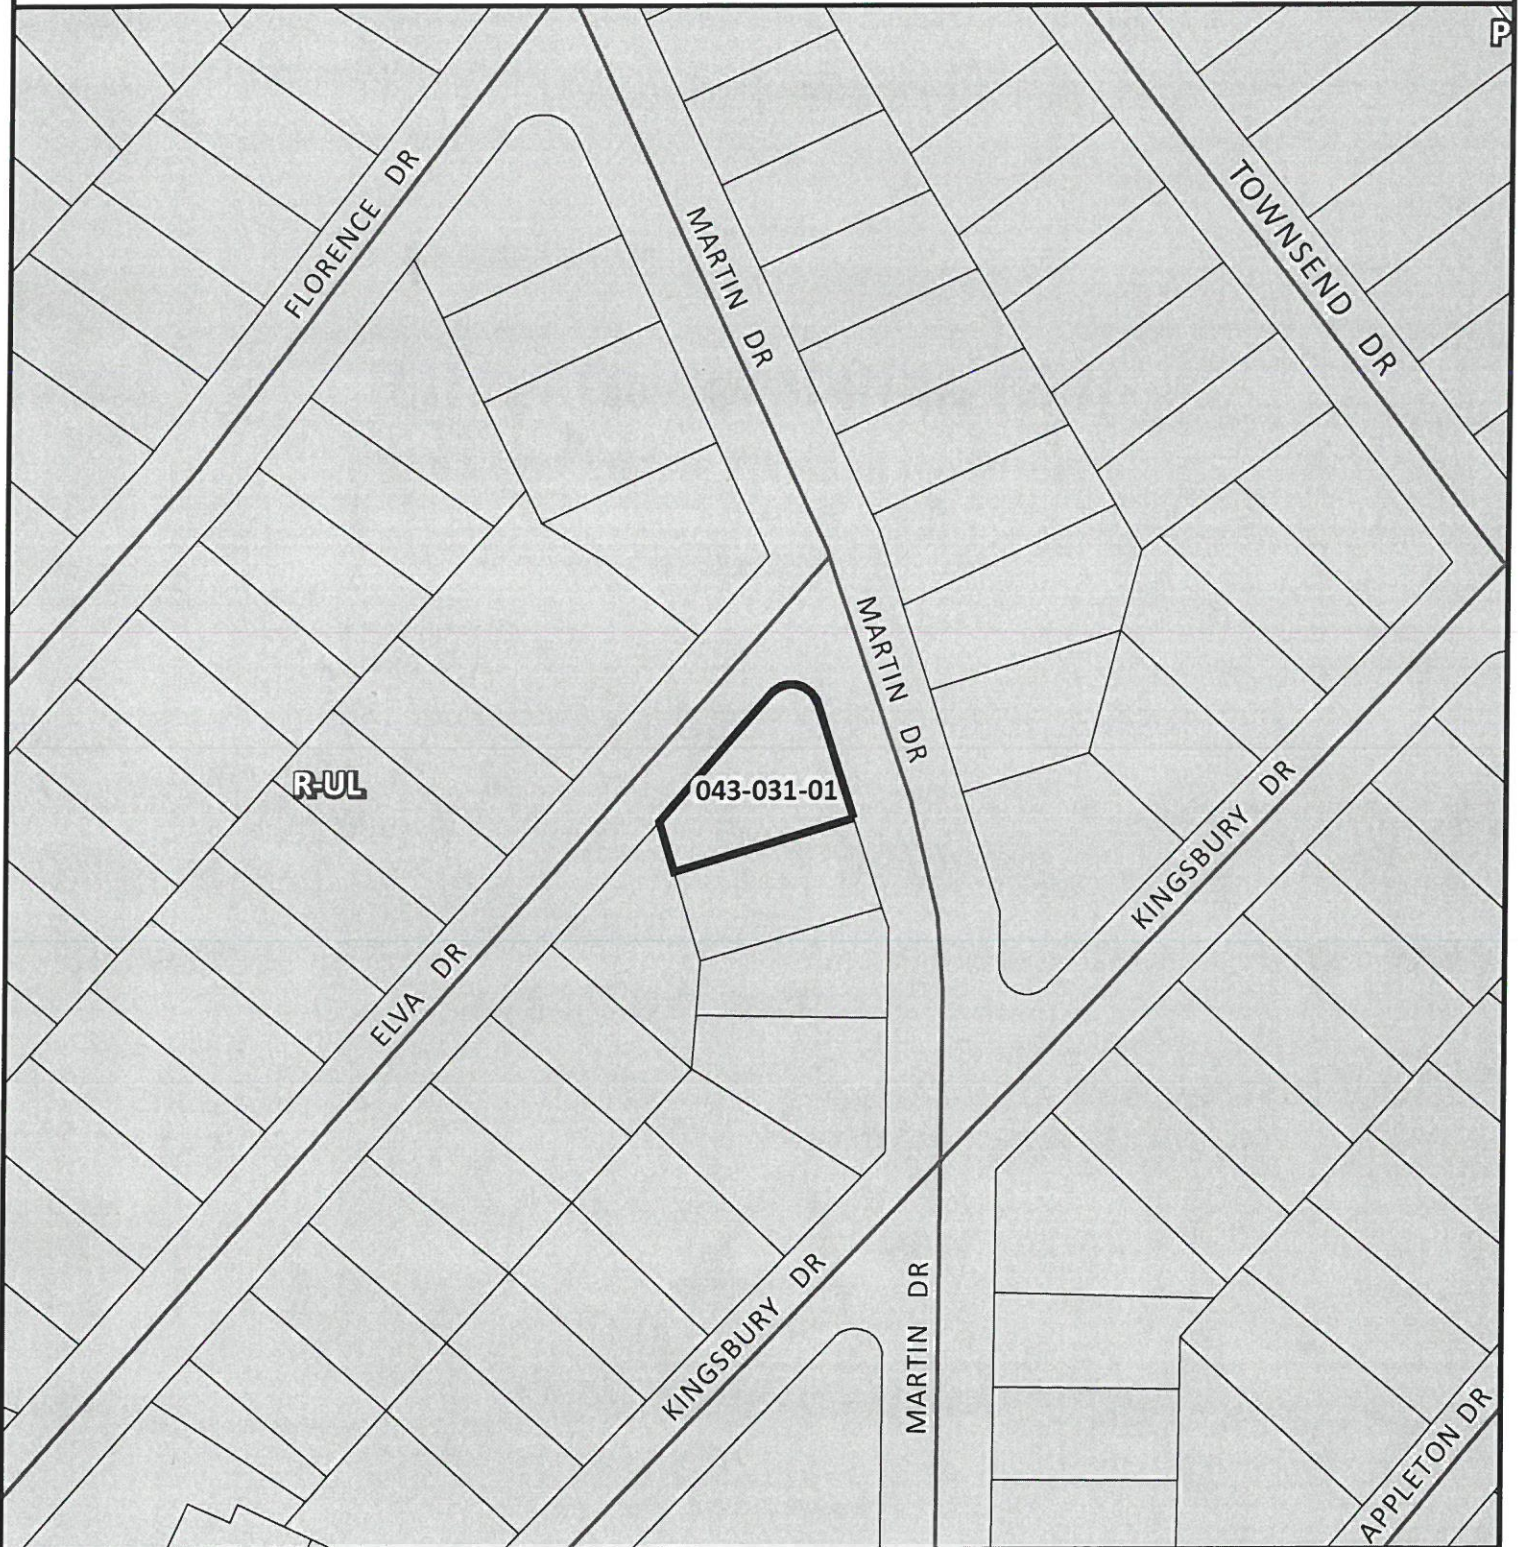 P
FLORENCE DR
MARTIN DR
TOWNSEND DR
MARTIN DR
R-UL
043-031-01
KINGSBURY DR
ELVA DR
KINGSBURY DR
MARTIN DR
APPLETON DR